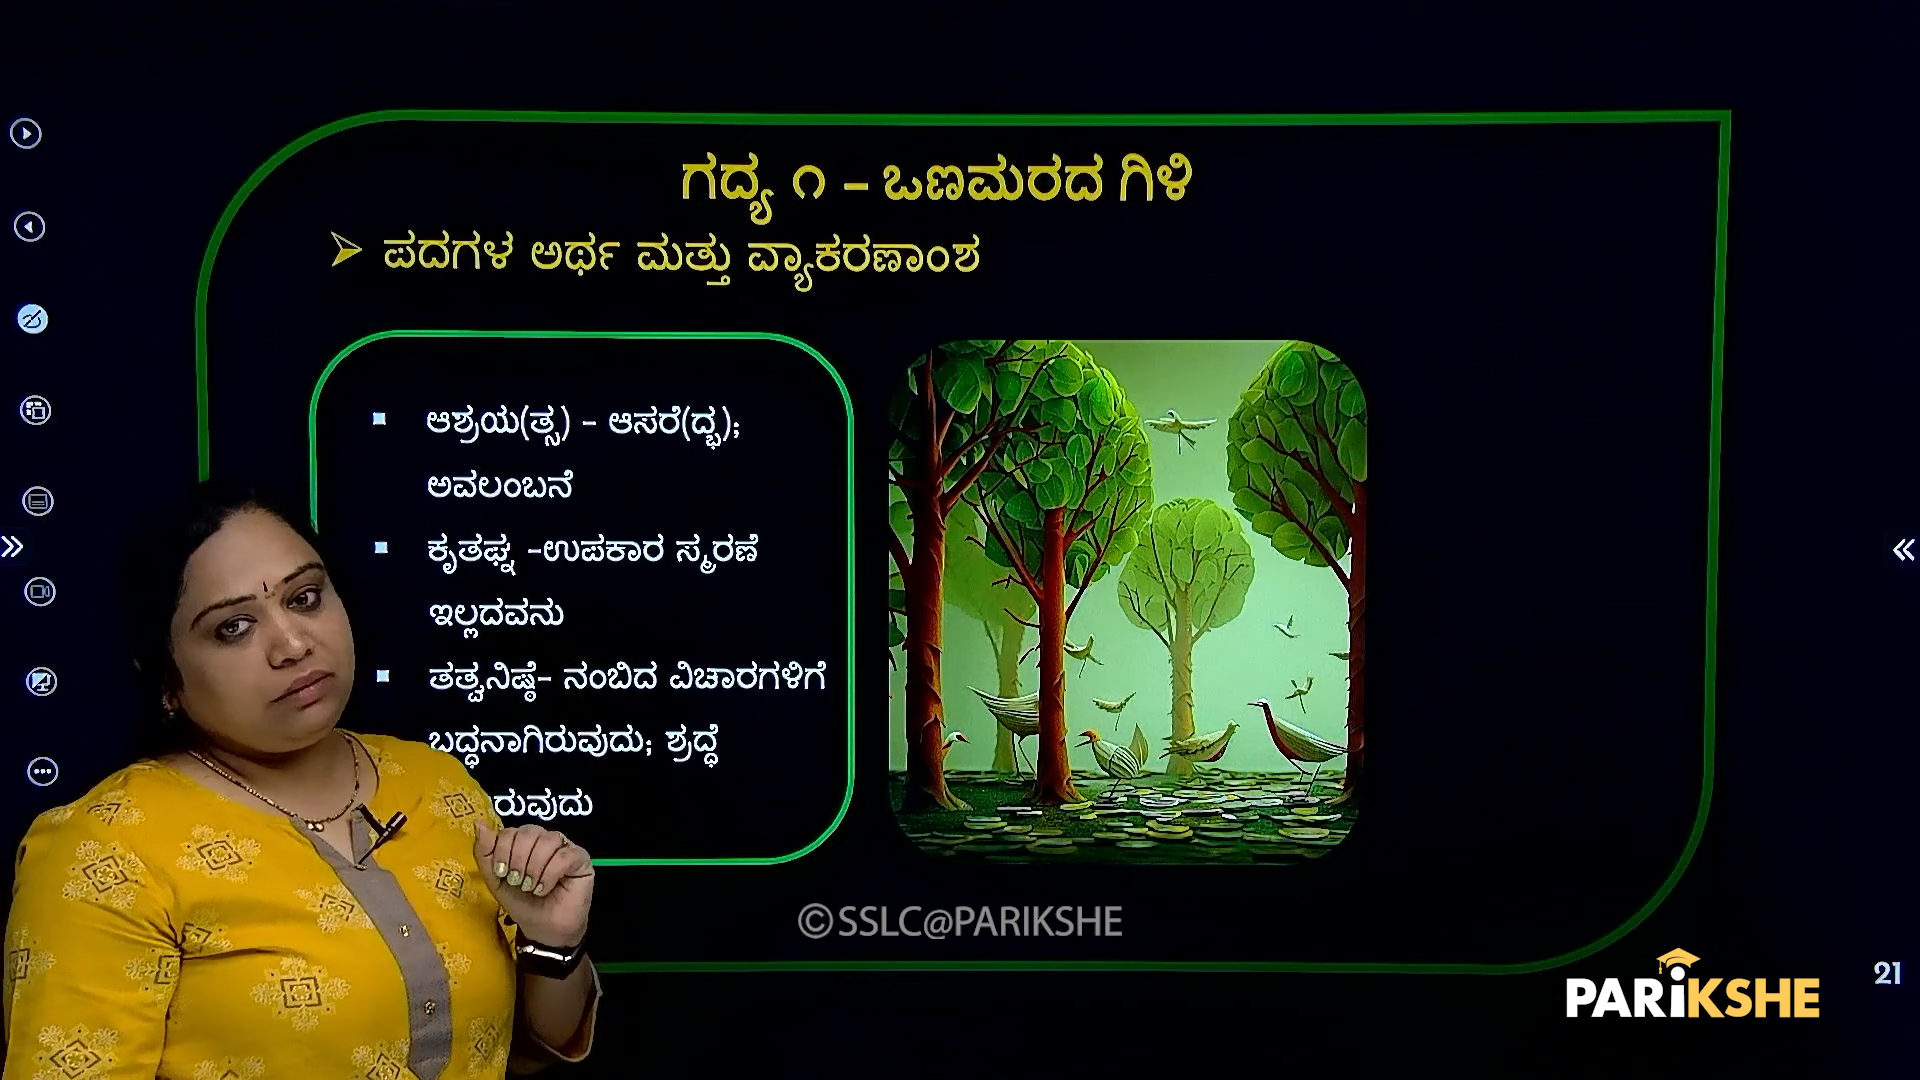 ಗದ್ಯ ೧ – ಒಣಮರದ ಗಿಳಿ
➢ ಪದಗಳ ಅರ್ಥ ಮತ್ತು ವ್ಯಾಕರಣಾಂಶ
▪ ಆಶ್ರಯ(ತ್ಸ) – ಆಸರೆ(ದ್ಭ);
ಅವಲಂಬನೆ
▪ ಕೃತಘ್ನ -ಉಪಕಾರ ಸ್ಮರಣೆ
ಇಲ್ಲದವನು
▪ ತತ್ವನಿಷ್ಠೆ- ನಂಬಿದ ವಿಚಾರಗಳಿಗೆ
ಬದ್ಧನಾಗಿರುವುದು; ಶ್ರದ್ಧೆ
©SSLC@PARIKSHE
PARIKSHE
21